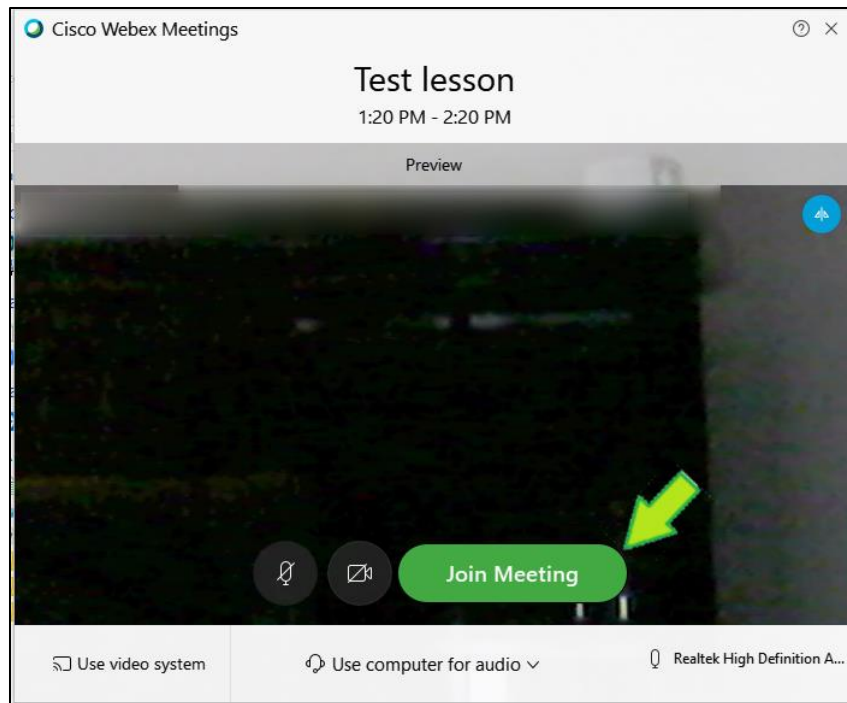 Cisco Webex Meetings
Test lesson
1:20 PM - 2:20 PM
Preview
Join Meeting
Use video system
Use computer for audio
Realtek High Definition A...